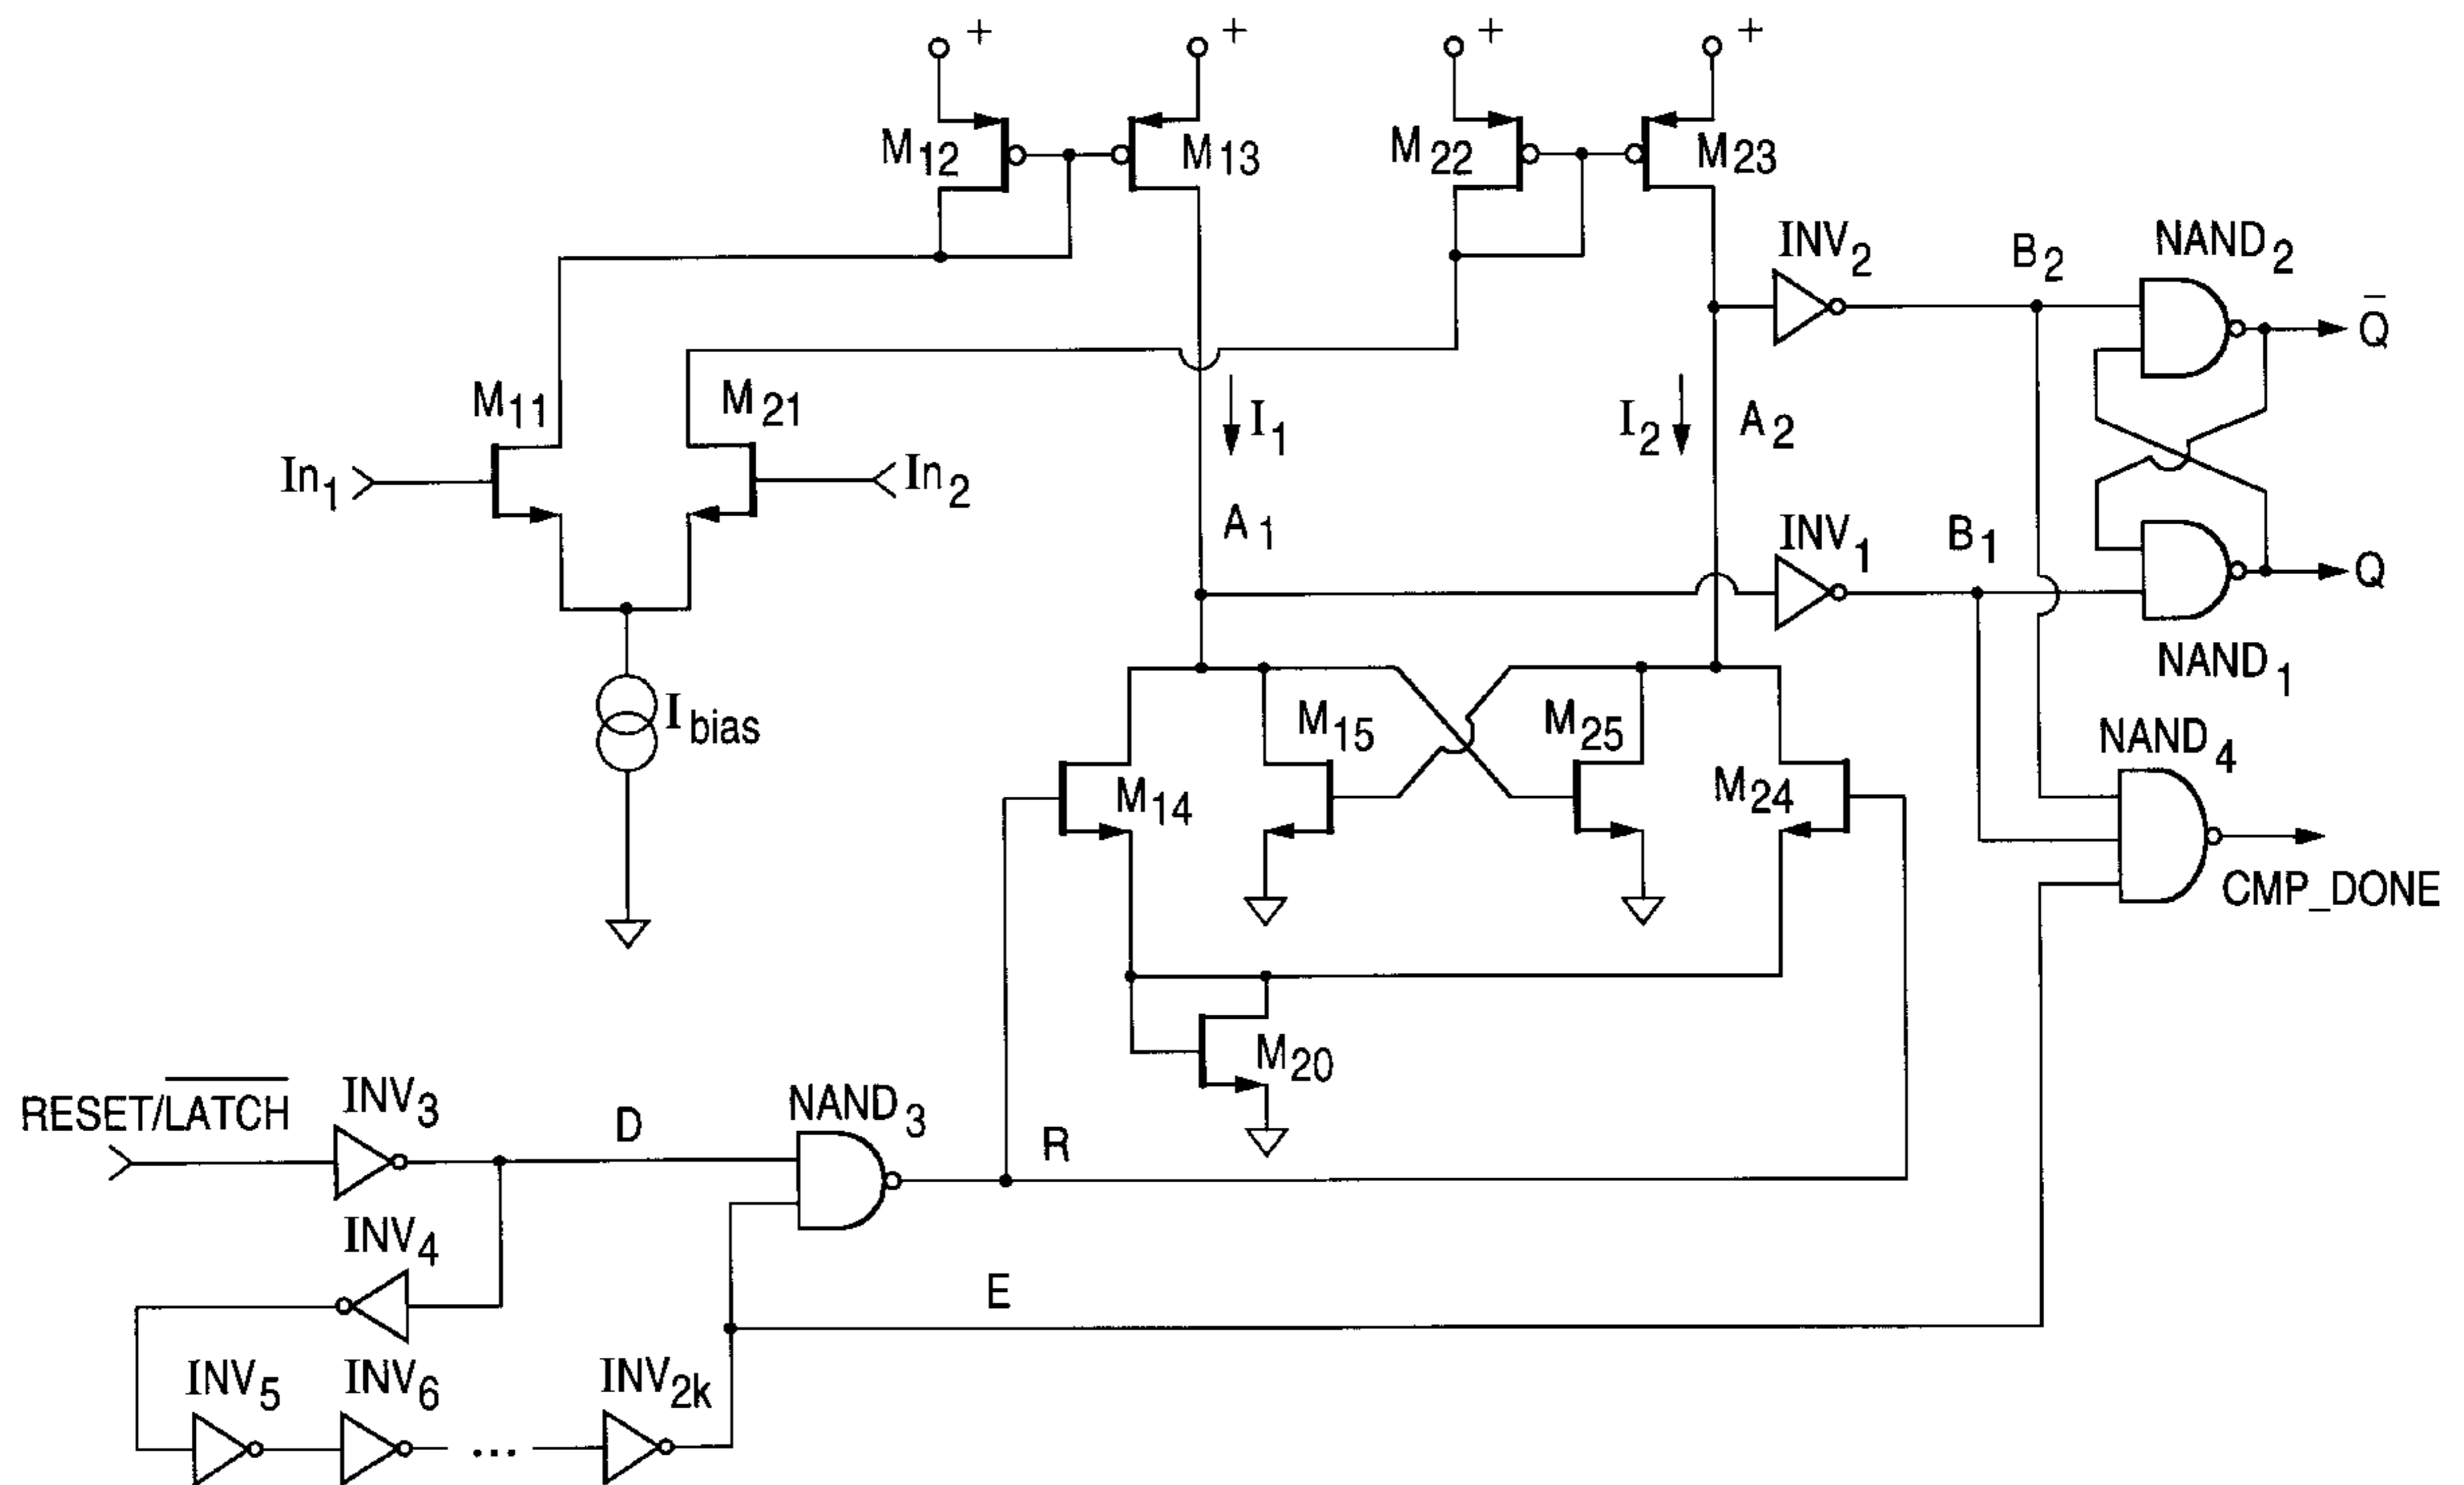 + + + +
M12 M13 M22 M23
INV2 B2 NAND2
Q̅
M11 M21 I1 I2 A2
In1 In2
A1 INV1 B1 Q
NAND1
Ibias M15 M25 NAND4
M14 M24
CMP_DONE
M20
RESET/L̅A̅T̅C̅H̅ INV3 D NAND3 R
INV4
E
INV5 INV6 ... INV2k